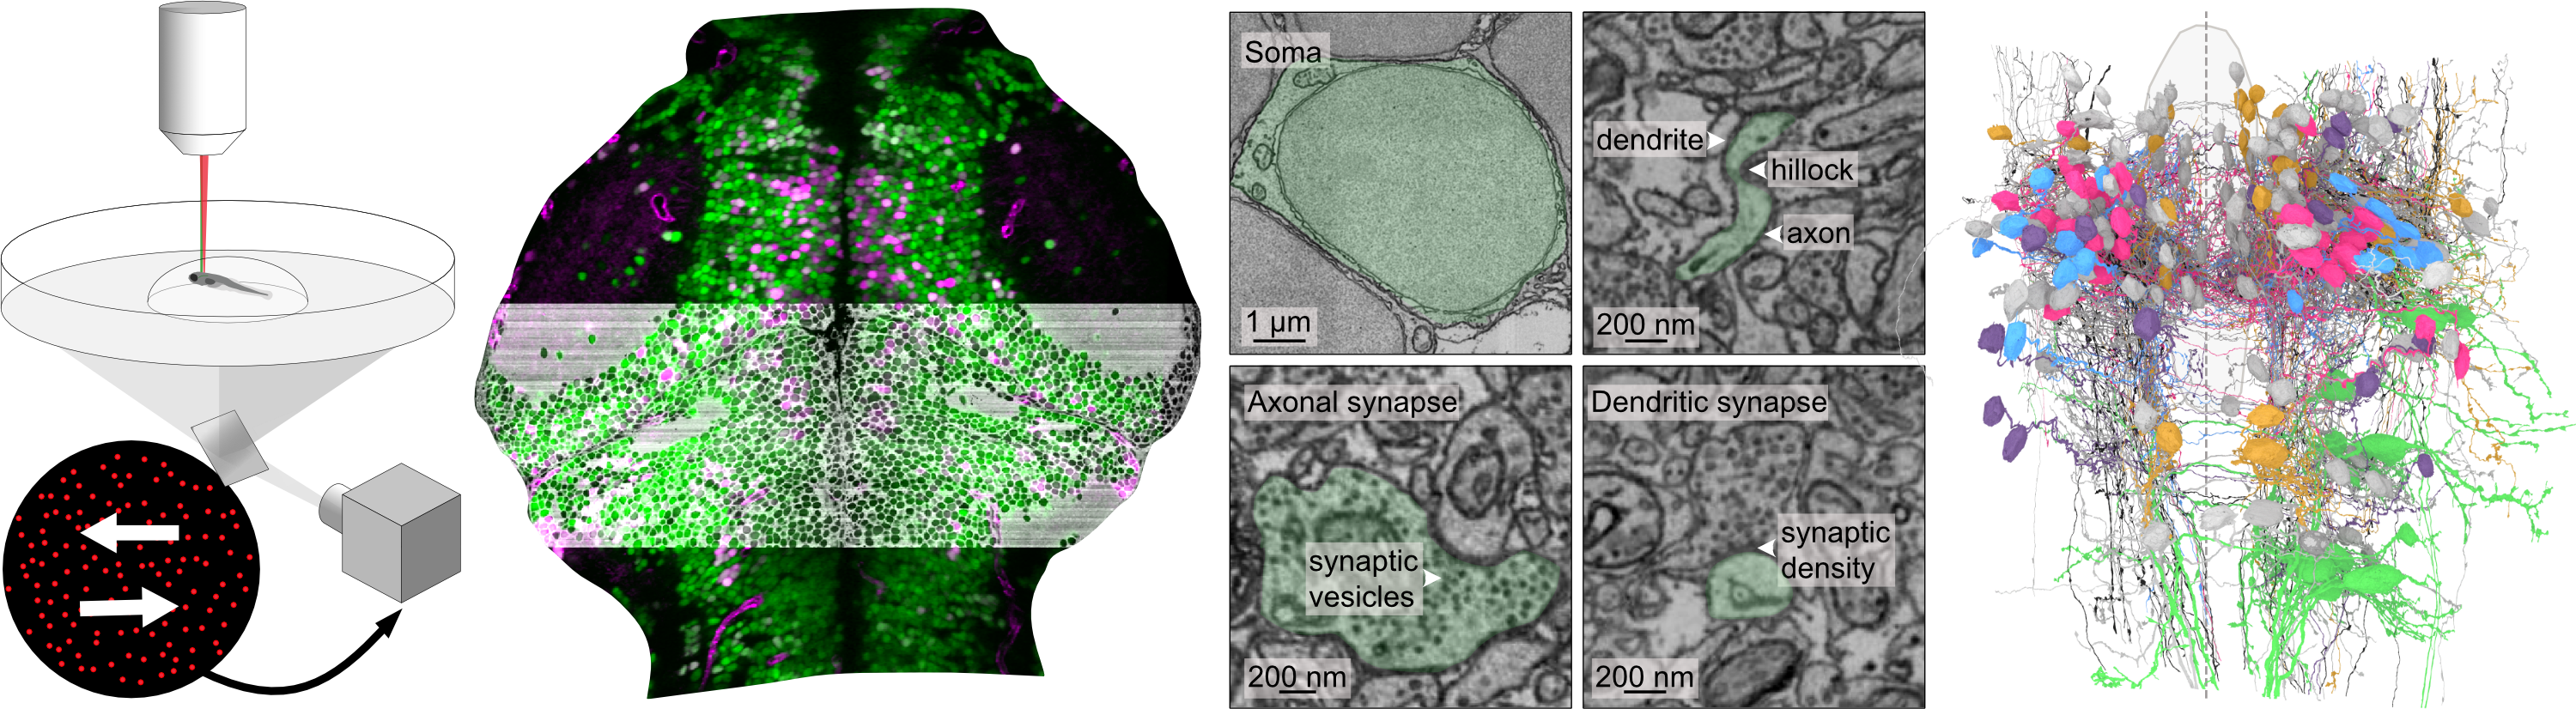 Soma
1 µm
dendrite
hillock
axon
200 nm
Axonal synapse
synaptic
vesicles
200 nm
Dendritic synapse
synaptic
density
200 nm